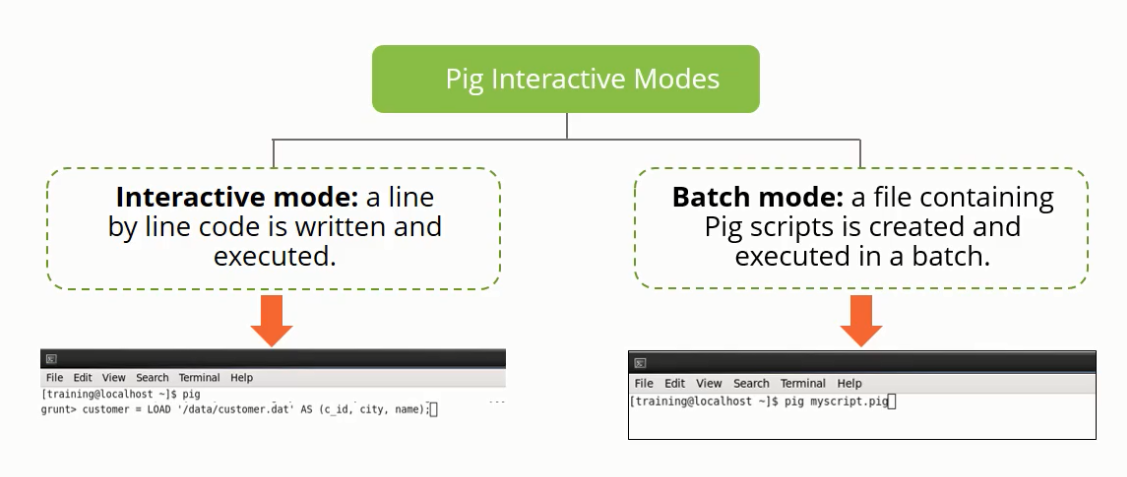 Pig Interactive Modes
Interactive mode: a line
by line code is written and
executed.
Batch mode: a file containing
Pig scripts is created and
executed in a batch.
File Edit View Search Terminal Help
[training@localhost ~]$ pig
grunt> customer = LOAD '/data/customer.dat' AS (c_id, city, name);
File Edit View Search Terminal Help
[training@localhost ~]$ pig myscript.pig